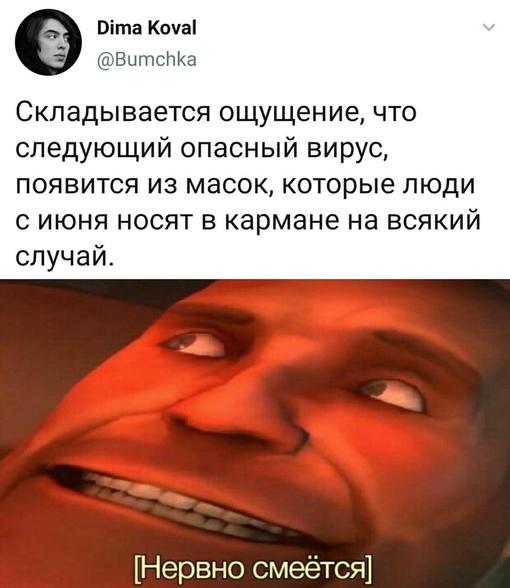 Dima Koval
@Bumchka
Складывается ощущение, что
следующий опасный вирус,
появится из масок, которые люди
с июня носят в кармане на всякий
случай.
[Нервно смеётся]